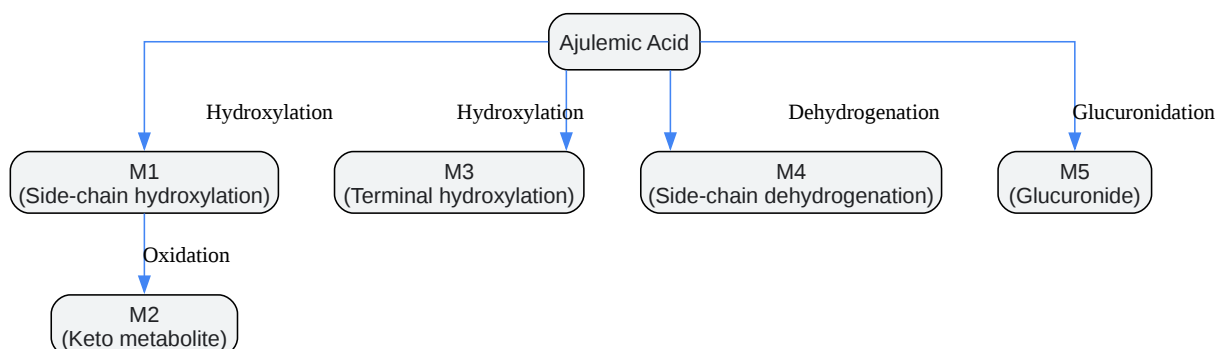 Ajulemic Acid
Hydroxylation
Hydroxylation
Dehydrogenation
Glucuronidation
M1
(Side-chain hydroxylation)
M3
(Terminal hydroxylation)
M4
(Side-chain dehydrogenation)
M5
(Glucuronide)
Oxidation
M2
(Keto metabolite)